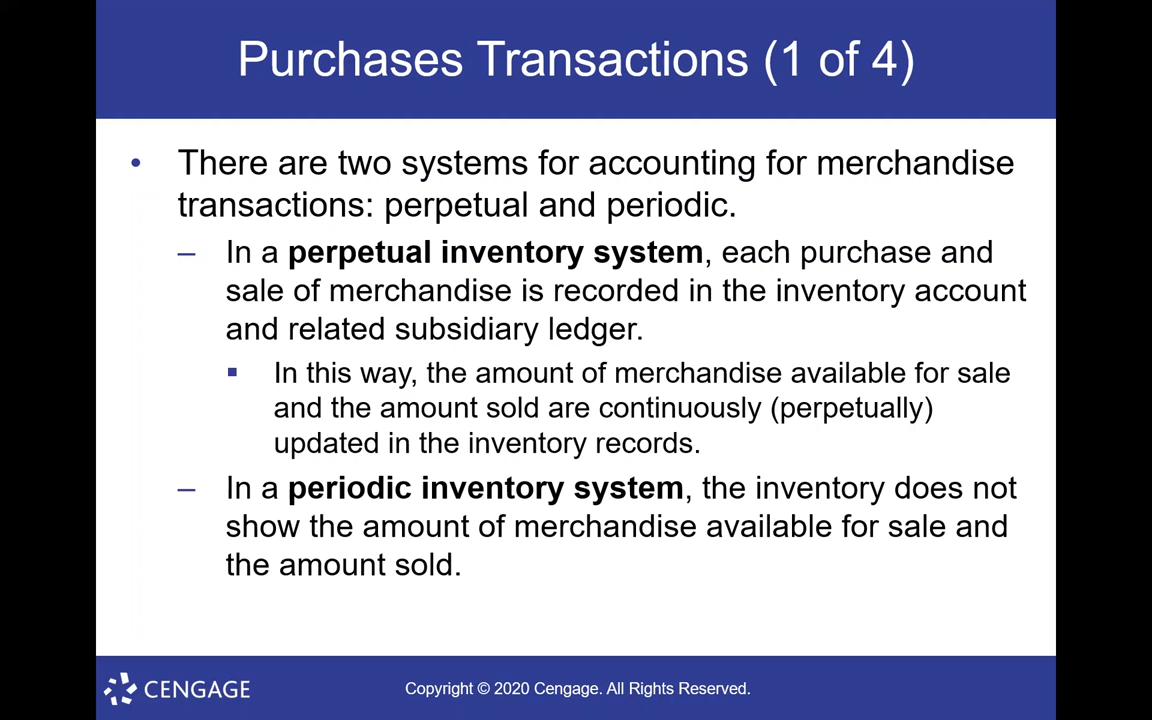 Purchases Transactions (1 of 4)
• There are two systems for accounting for merchandise
transactions: perpetual and periodic.
– In a perpetual inventory system, each purchase and
sale of merchandise is recorded in the inventory account
and related subsidiary ledger.
▪ In this way, the amount of merchandise available for sale
and the amount sold are continuously (perpetually)
updated in the inventory records.
– In a periodic inventory system, the inventory does not
show the amount of merchandise available for sale and
the amount sold.
CENGAGE
Copyright © 2020 Cengage. All Rights Reserved.